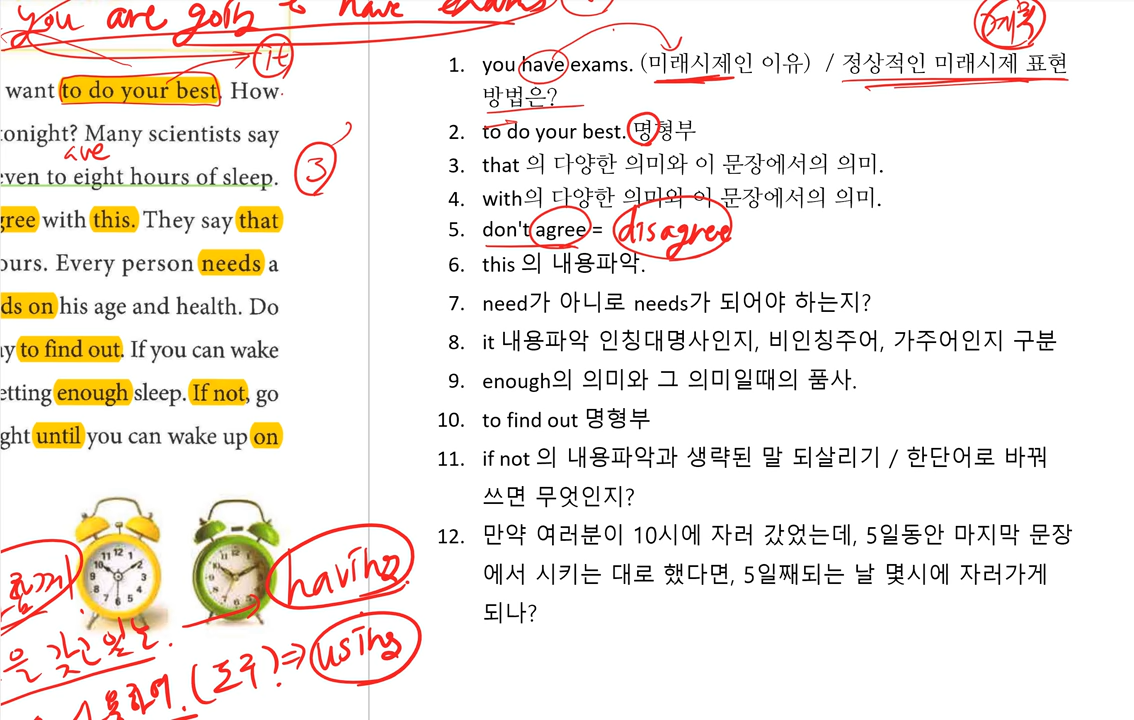 you are going to have exams
it
want to do your best. How
tonight? Many scientists say
ave
even to eight hours of sleep.
3
gree with this. They say that
ours. Every person needs a
ds on his age and health. Do
ay to find out. If you can wake
etting enough sleep. If not, go
ght until you can wake up on
함께
having
을 갖고 있는.
using
용하여. (도구)⇒
계획
1. you have exams. (미래시제인 이유) / 정상적인 미래시제 표현
방법은?
2. to do your best. 명형부
3. that 의 다양한 의미와 이 문장에서의 의미.
4. with의 다양한 의미와 이 문장에서의 의미.
5. don't agree = disagree
6. this 의 내용파악.
7. need가 아니로 needs가 되어야 하는지?
8. it 내용파악 인칭대명사인지, 비인칭주어, 가주어인지 구분
9. enough의 의미와 그 의미일때의 품사.
10. to find out 명형부
11. if not 의 내용파악과 생략된 말 되살리기 / 한단어로 바꿔
쓰면 무엇인지?
12. 만약 여러분이 10시에 자러 갔었는데, 5일동안 마지막 문장
에서 시키는 대로 했다면, 5일째되는 날 몇시에 자러가게
되나?